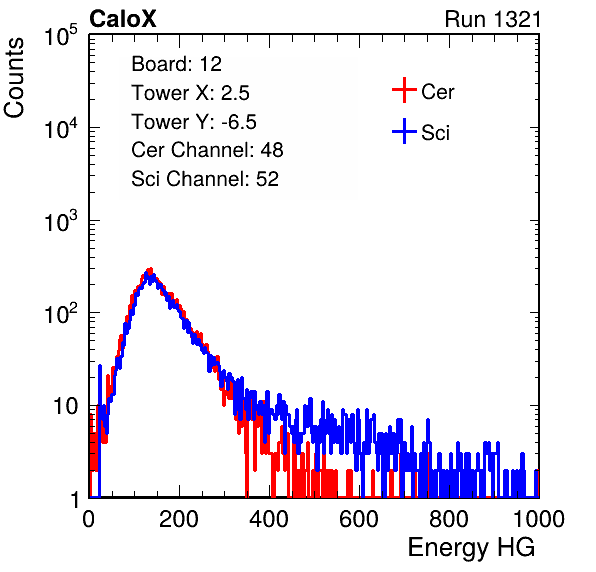 CaloX Run 1321
Board: 12
Tower X: 2.5
Tower Y: -6.5
Cer Channel: 48
Sci Channel: 52
Cer
Sci
Counts
10^5
10^4
10^3
10^2
10
1
0 200 400 600 800 1000
Energy HG